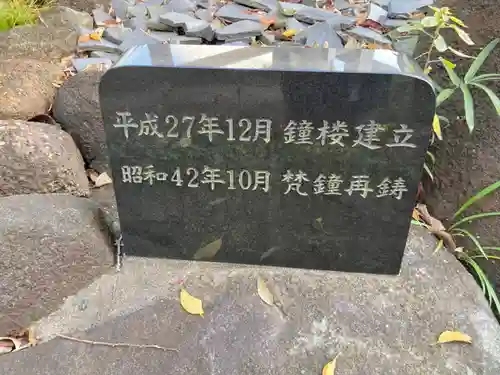 平成27年12月 鐘楼建立
昭和42年10月 梵鐘再鋳